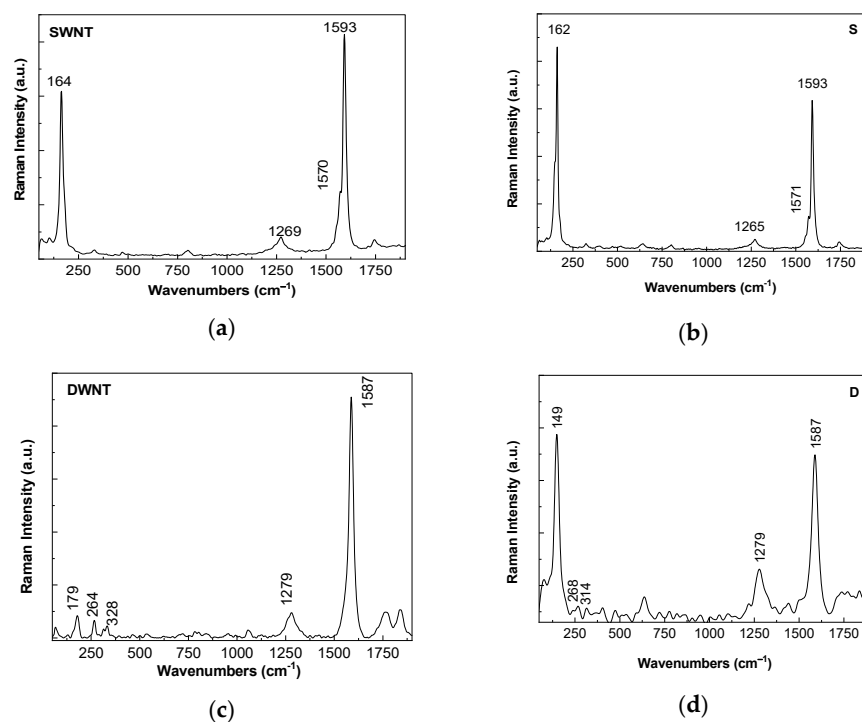 SWNT
1593
164
1570
1269
Raman Intensity (a.u.)
250 500 750 1000 1250 1500 1750
Wavenumbers (cm⁻¹)
(a)
S
162
1593
1571
1265
Raman Intensity (a.u.)
250 500 750 1000 1250 1500 1750
Wavenumbers (cm⁻¹)
(b)
DWNT
1587
179
264
328
1279
Raman Intensity (a.u.)
250 500 750 1000 1250 1500 1750
Wavenumbers (cm⁻¹)
(c)
D
149
1587
1279
268
314
Raman Intensity (a.u.)
250 500 750 1000 1250 1500 1750
Wavenumbers (cm⁻¹)
(d)